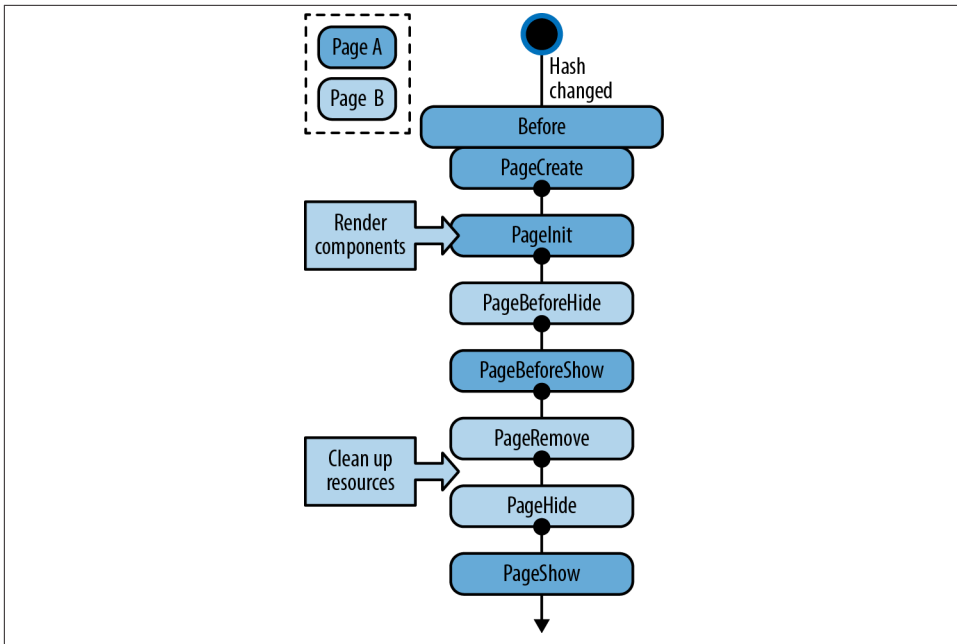 Page A
Page B
Hash
changed
Before
PageCreate
Render
components
PageInit
PageBeforeHide
PageBeforeShow
PageRemove
Clean up
resources
PageHide
PageShow